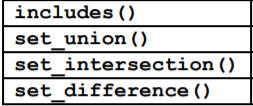 includes()
set_union()
set_intersection()
set_difference()